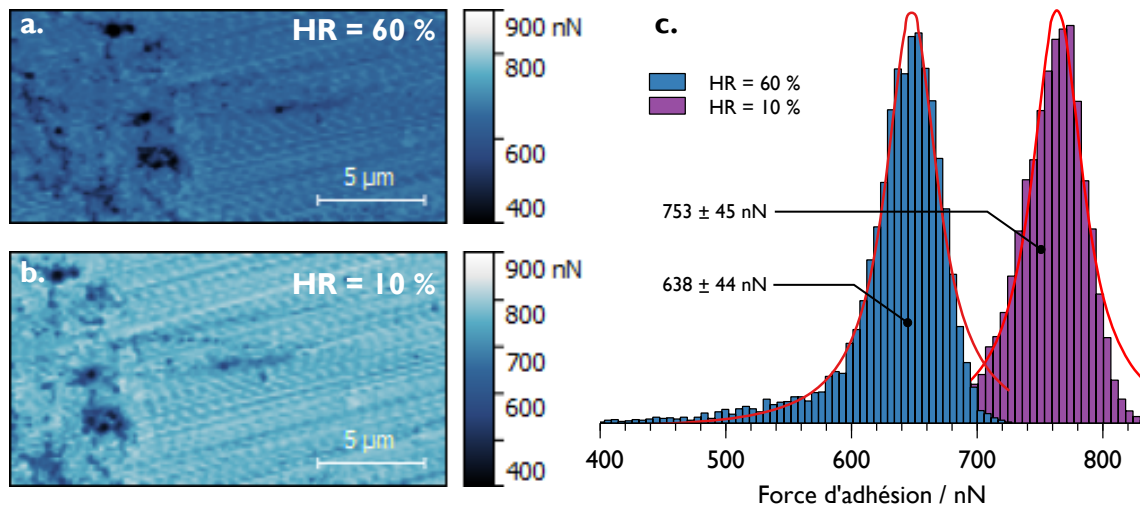 a.
HR = 60 %
5 µm
900 nN
800
600
400
b.
HR = 10 %
5 µm
900 nN
800
700
600
400
c.
HR = 60 %
HR = 10 %
753 ± 45 nN
638 ± 44 nN
400 500 600 700 800
Force d'adhésion / nN